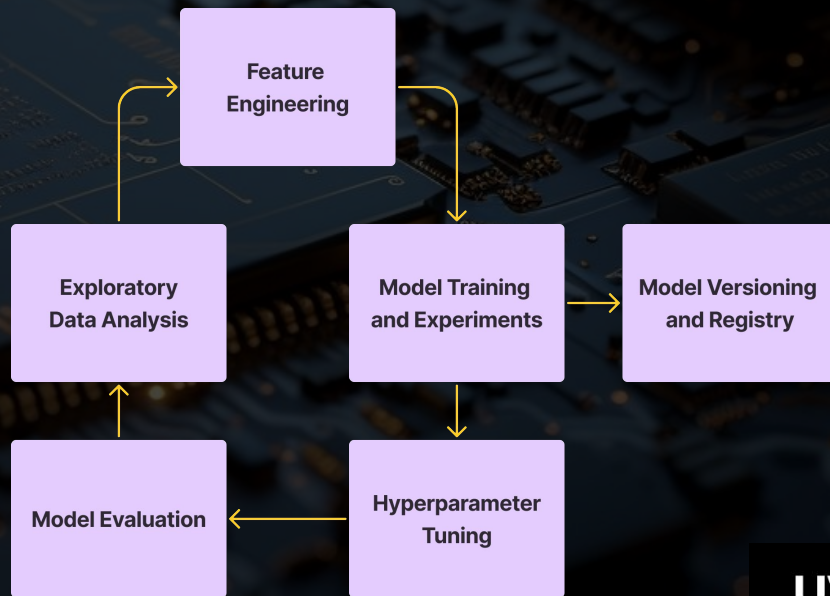 Feature
Engineering
Exploratory
Data Analysis
Model Training
and Experiments
Model Versioning
and Registry
Model Evaluation
Hyperparameter
Tuning